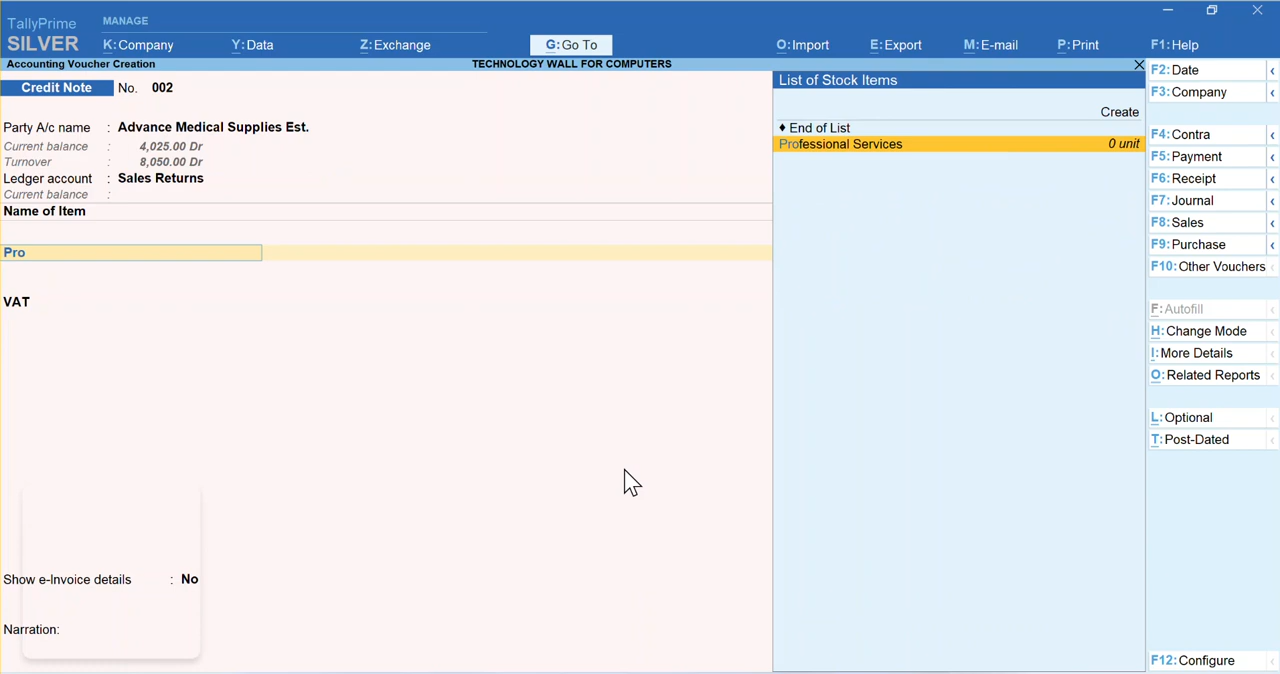 TallyPrime
MANAGE
SILVER
K:Company Y:Data Z:Exchange G:Go To O:Import E:Export M:E-mail P:Print F1:Help
Accounting Voucher Creation TECHNOLOGY WALL FOR COMPUTERS
Credit Note No. 002
Party A/c name : Advance Medical Supplies Est.
Current balance : 4,025.00 Dr
Turnover : 8,050.00 Dr
Ledger account : Sales Returns
Current balance :
Name of Item
Pro
VAT
Show e-Invoice details : No
Narration:
List of Stock Items
Create
♦ End of List
Professional Services 0 unit
F2:Date
F3:Company
F4:Contra
F5:Payment
F6:Receipt
F7:Journal
F8:Sales
F9:Purchase
F10:Other Vouchers
F:Autofill
H:Change Mode
I:More Details
O:Related Reports
L:Optional
T:Post-Dated
F12:Configure